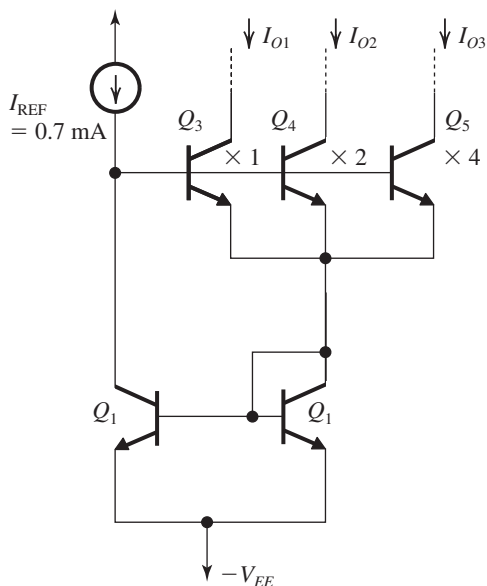 I_O1
I_O2
I_O3
I_REF
= 0.7 mA
Q_3
Q_4
Q_5
× 1
× 2
× 4
Q_1
Q_1
−V_EE